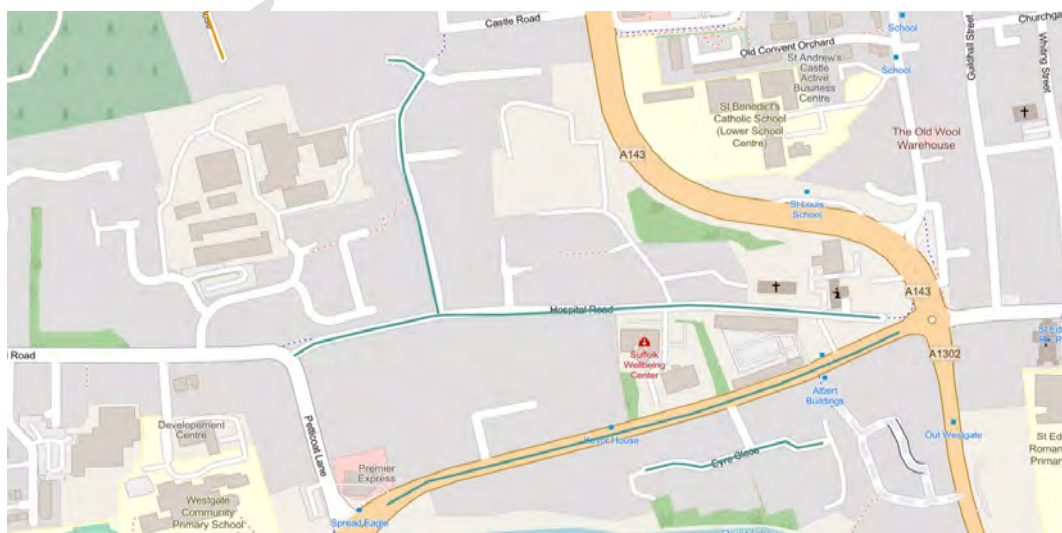 Castle Road
Old Convent Orchard
School
School
Guildhall Street
Churchga
Whiting Street
St Andrew's
Castle
Active
Business
Centre
St Benedict's
Catholic School
(Lower School
Centre)
The Old Wool
Warehouse
A143
St Louis
School
A143
Hospital Road
Suffolk
Wellbeing
Center
A1302
St Ed
d Road
Albert
Buildings
Out Westgate
Petticoat Lane
Developement
Centre
Eyre Close
St Ed
Roman
Primar
Premier
Express
Westgate
Community
Primary School
Spread Eagle